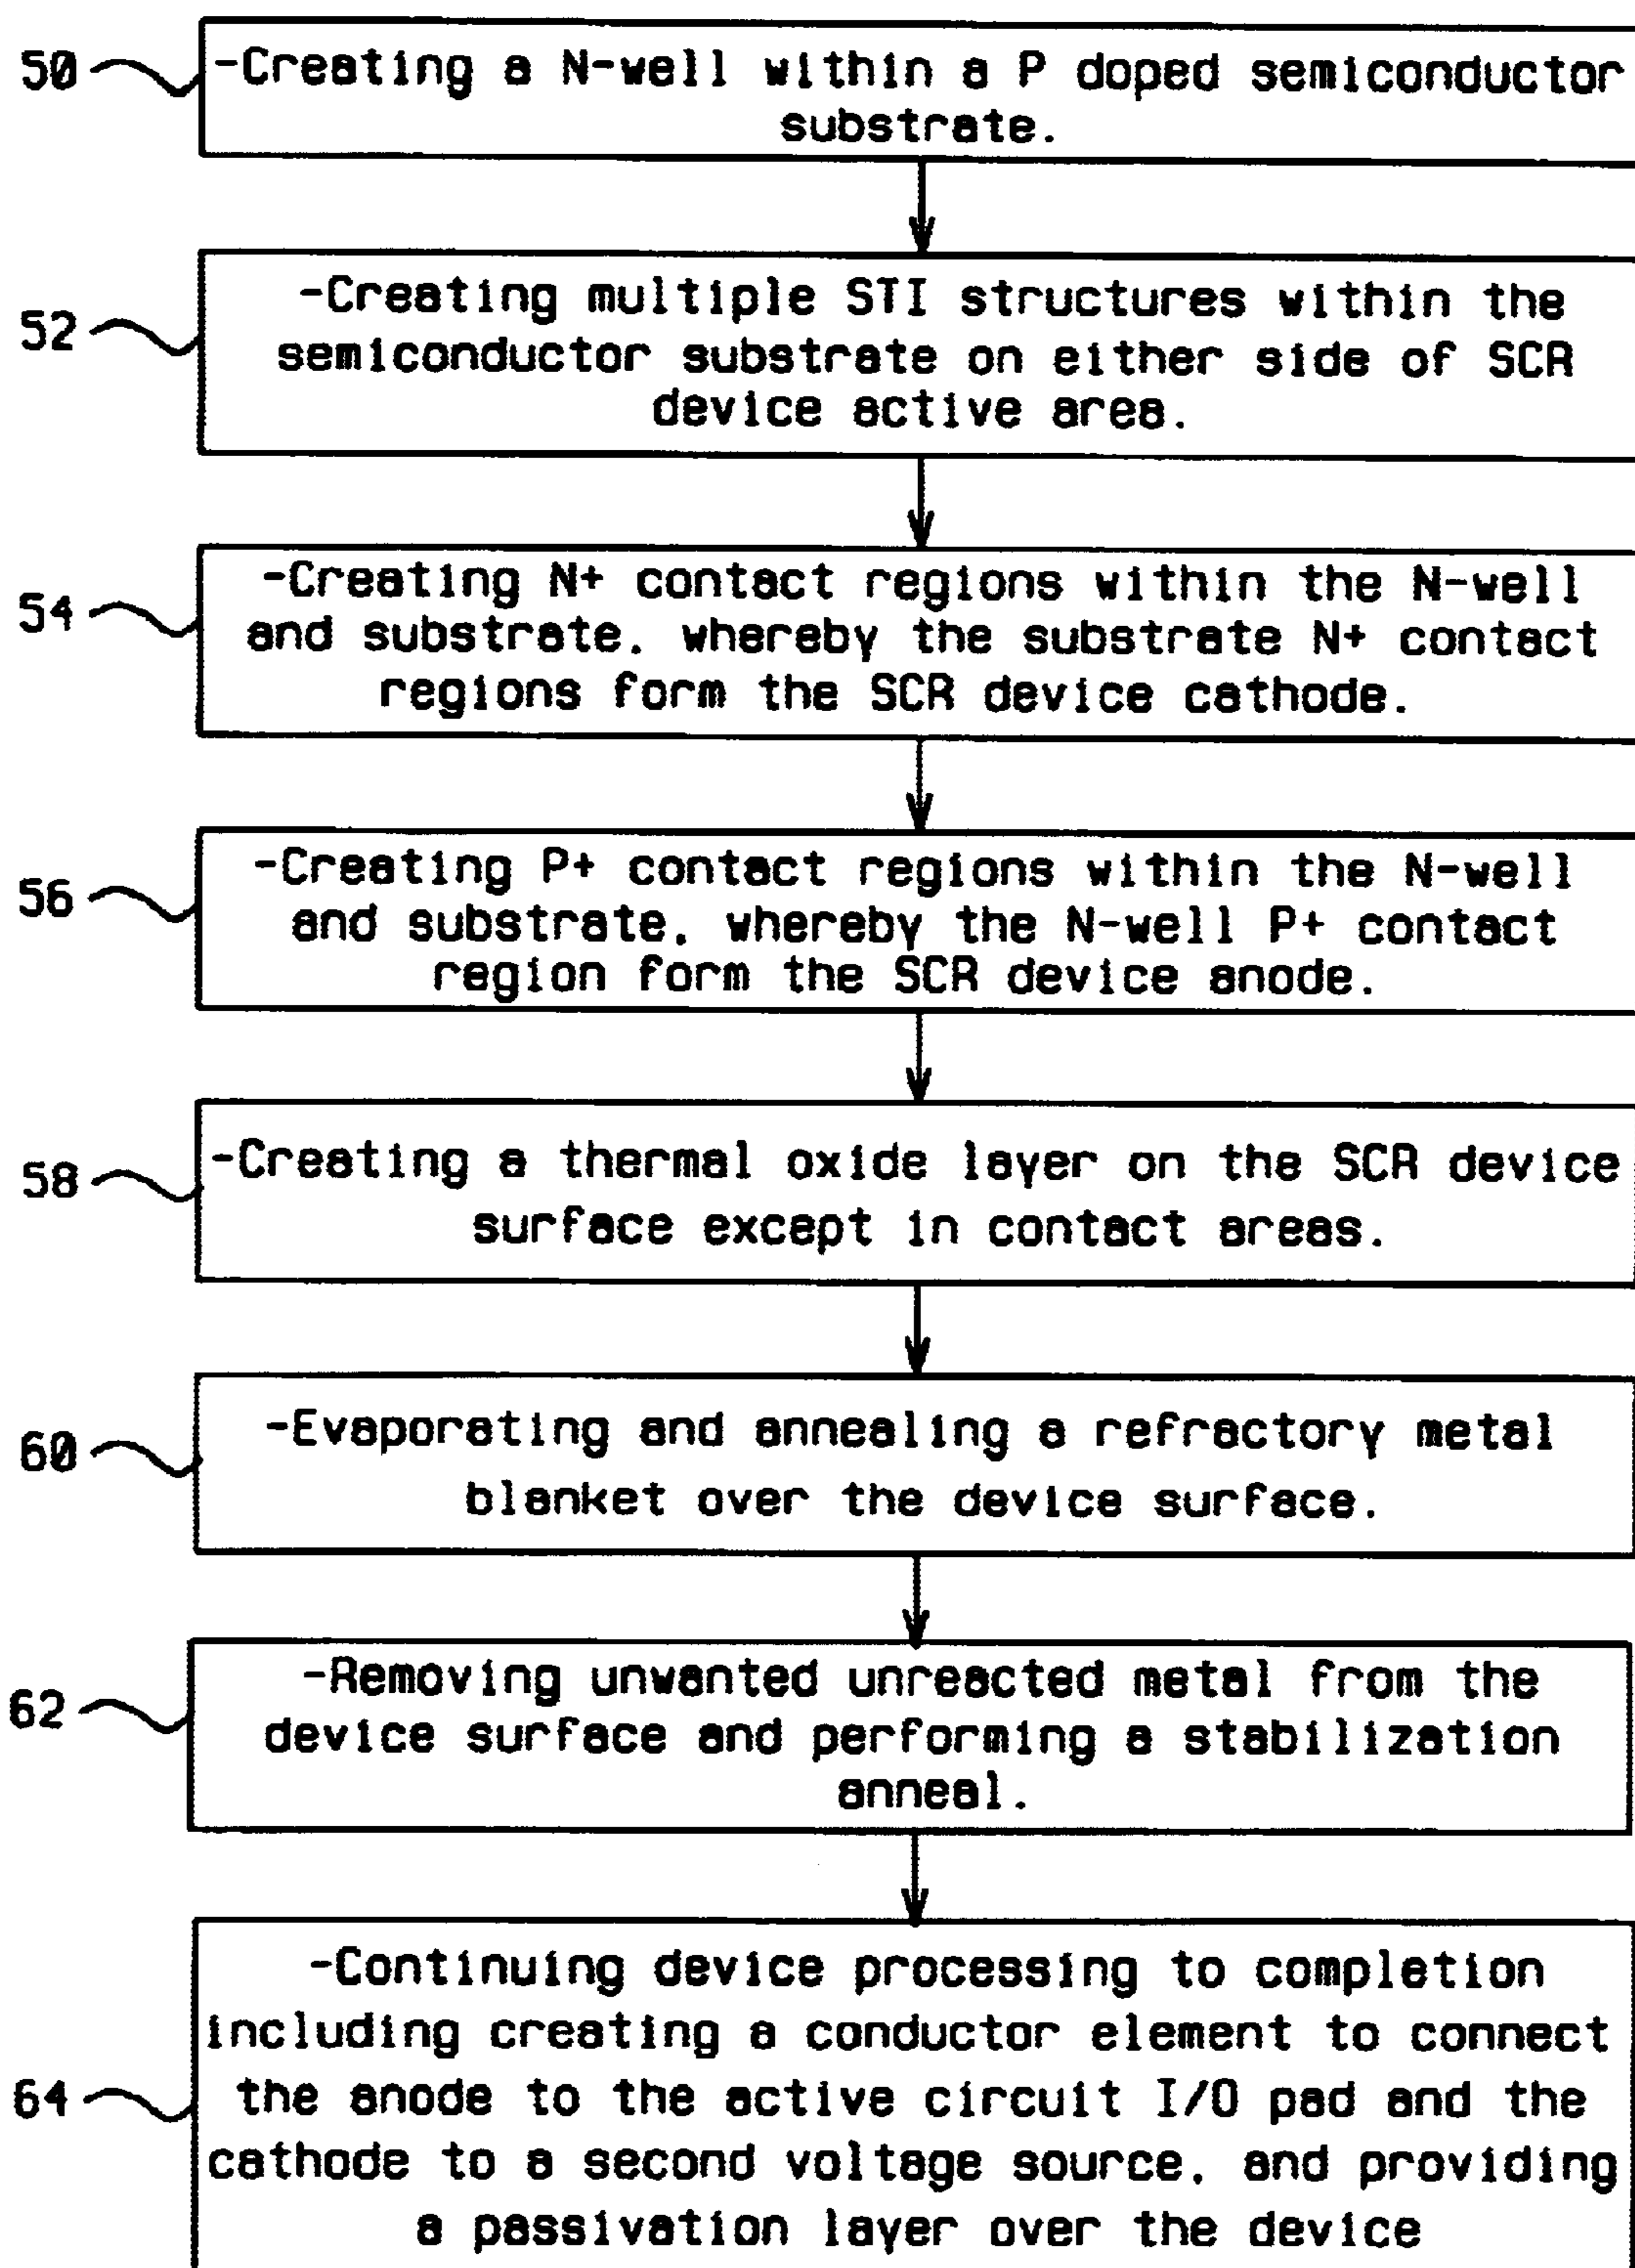 50
-Creating a N-well within a P doped semiconductor
substrate.
52
-Creating multiple STI structures within the
semiconductor substrate on either side of SCR
device active area.
54
-Creating N+ contact regions within the N-well
and substrate. whereby the substrate N+ contact
regions form the SCR device cathode.
56
-Creating P+ contact regions within the N-well
and substrate. whereby the N-well P+ contact
region form the SCR device anode.
58
-Creating a thermal oxide layer on the SCR device
surface except in contact areas.
60
-Evaporating and annealing a refractory metal
blanket over the device surface.
62
-Removing unwanted unreacted metal from the
device surface and performing a stabilization
anneal.
64
-Continuing device processing to completion
including creating a conductor element to connect
the anode to the active circuit I/O pad and the
cathode to a second voltage source. and providing
a passivation layer over the device